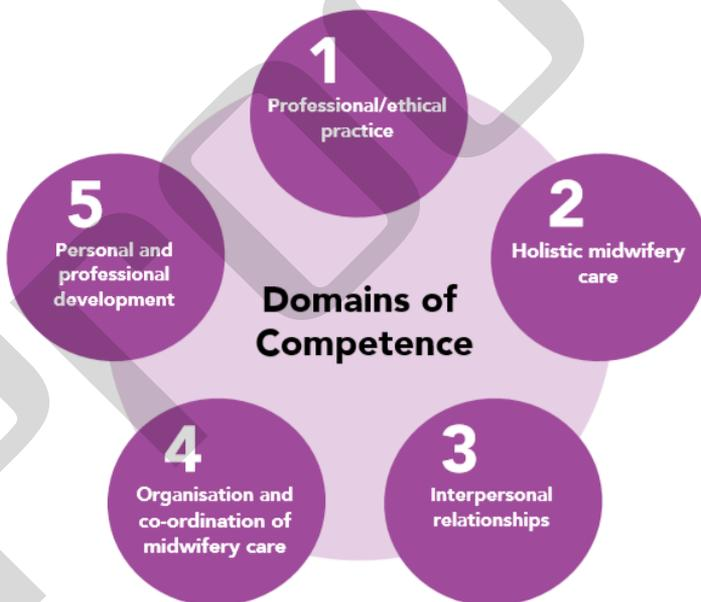 1
Professional/ethical
practice
2
Holistic midwifery
care
3
Interpersonal
relationships
4
Organisation and
co-ordination of
midwifery care
5
Personal and
professional
development
Domains of
Competence